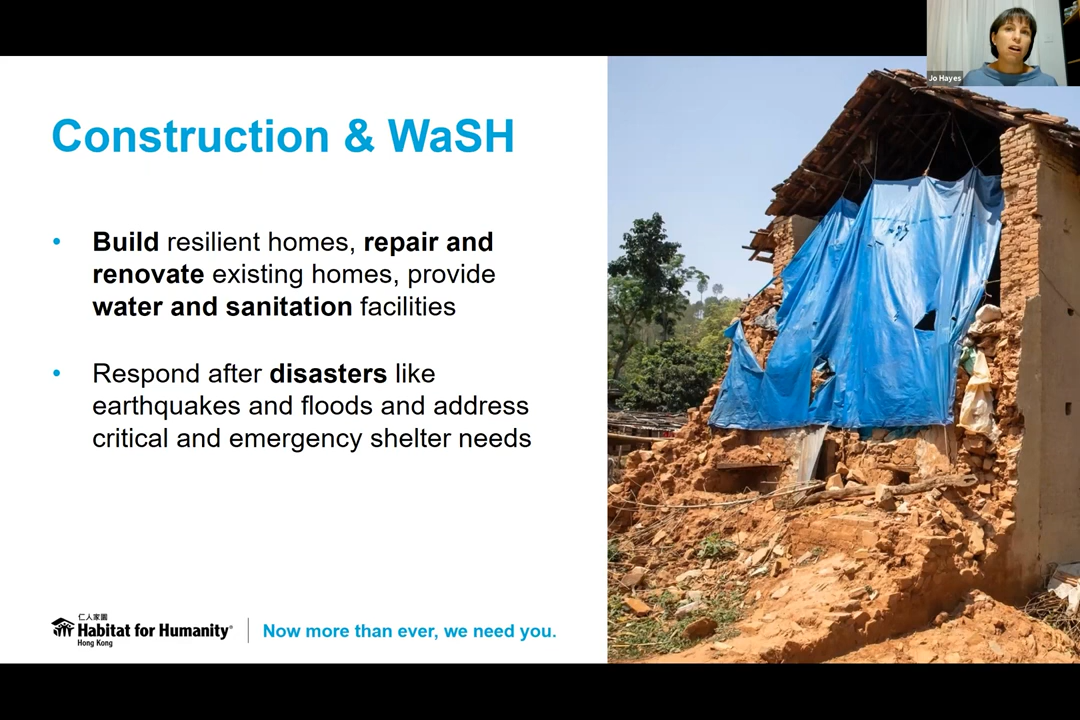 Jo Hayes
Construction & WaSH
• Build resilient homes, repair and
renovate existing homes, provide
water and sanitation facilities
• Respond after disasters like
earthquakes and floods and address
critical and emergency shelter needs
仁人家園
Habitat for Humanity®
Hong Kong
Now more than ever, we need you.